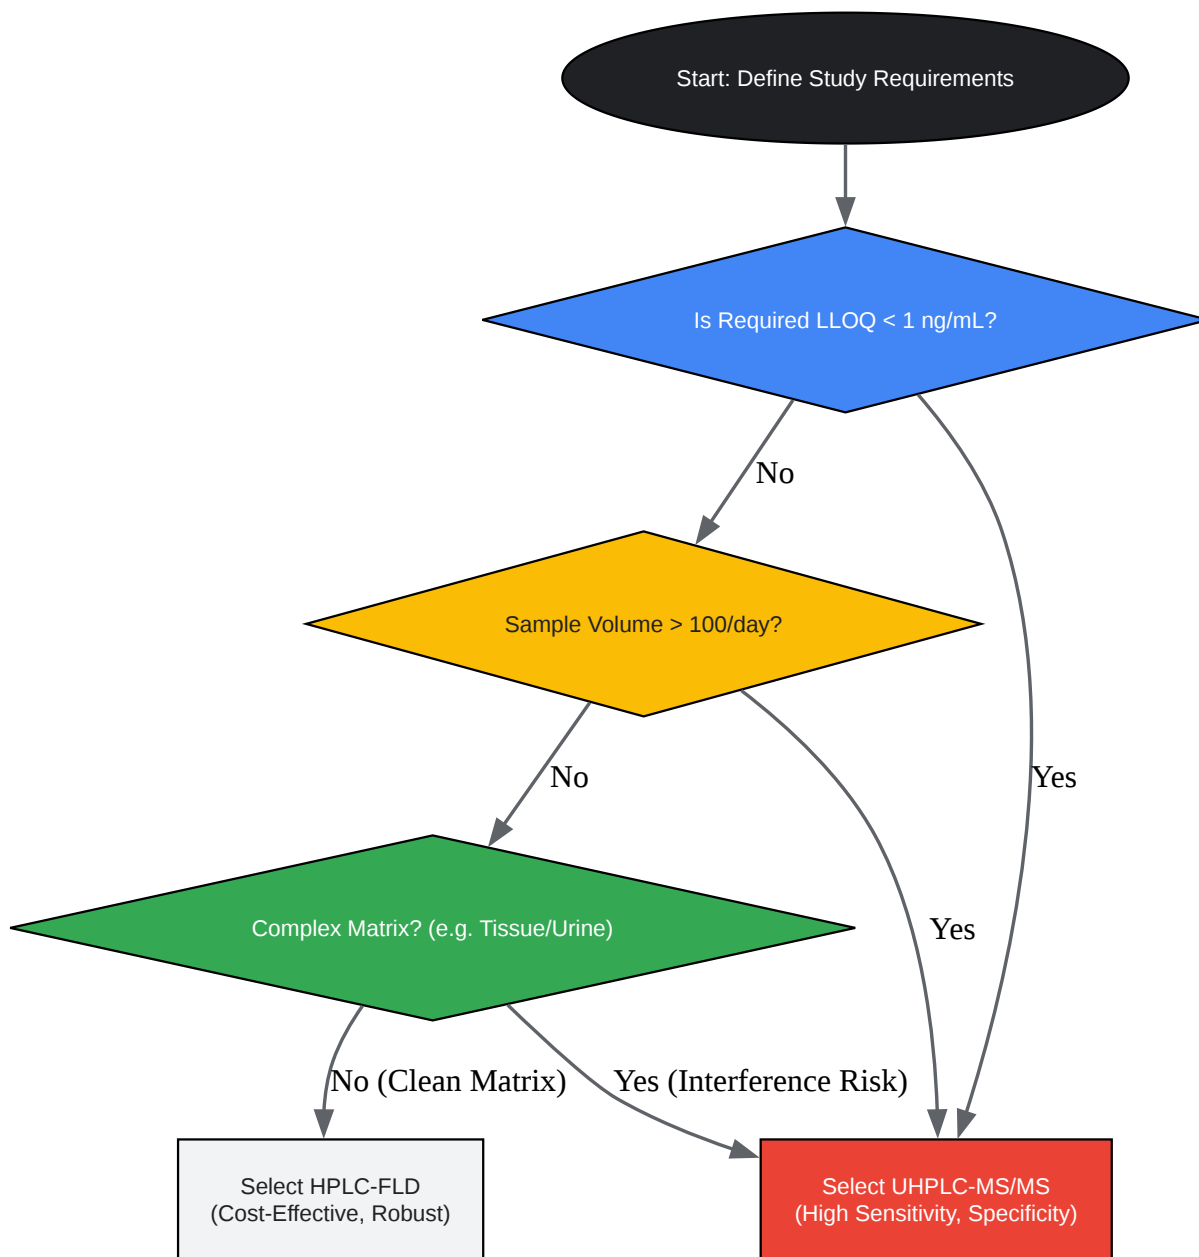 Start: Define Study Requirements
Is Required LLOQ < 1 ng/mL?
No
Sample Volume > 100/day?
No
Yes
Complex Matrix? (e.g. Tissue/Urine)
Yes
No (Clean Matrix)
Yes (Interference Risk)
Select HPLC-FLD
(Cost-Effective, Robust)
Select UHPLC-MS/MS
(High Sensitivity, Specificity)